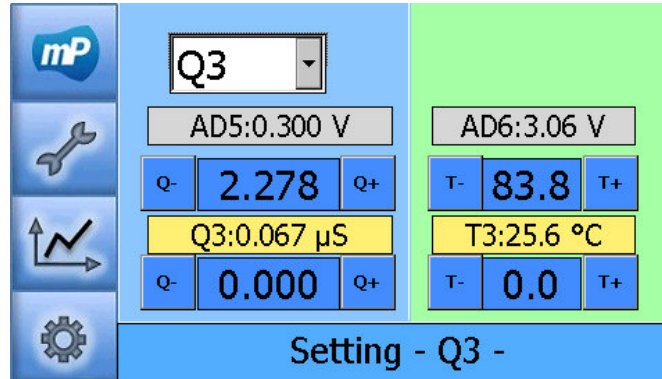 mP
Q3
AD5:0.300 V
AD6:3.06 V
Q- 2.278 Q+
T- 83.8 T+
Q3:0.067 µS
T3:25.6 °C
Q- 0.000 Q+
T- 0.0 T+
Setting - Q3 -